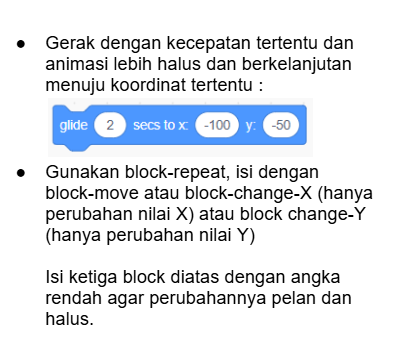 ● Gerak dengan kecepatan tertentu dan
animasi lebih halus dan berkelanjutan
menuju koordinat tertentu :
glide 2 secs to x: -100 y: -50
● Gunakan block-repeat, isi dengan
block-move atau block-change-X (hanya
perubahan nilai X) atau block change-Y
(hanya perubahan nilai Y)
Isi ketiga block diatas dengan angka
rendah agar perubahannya pelan dan
halus.